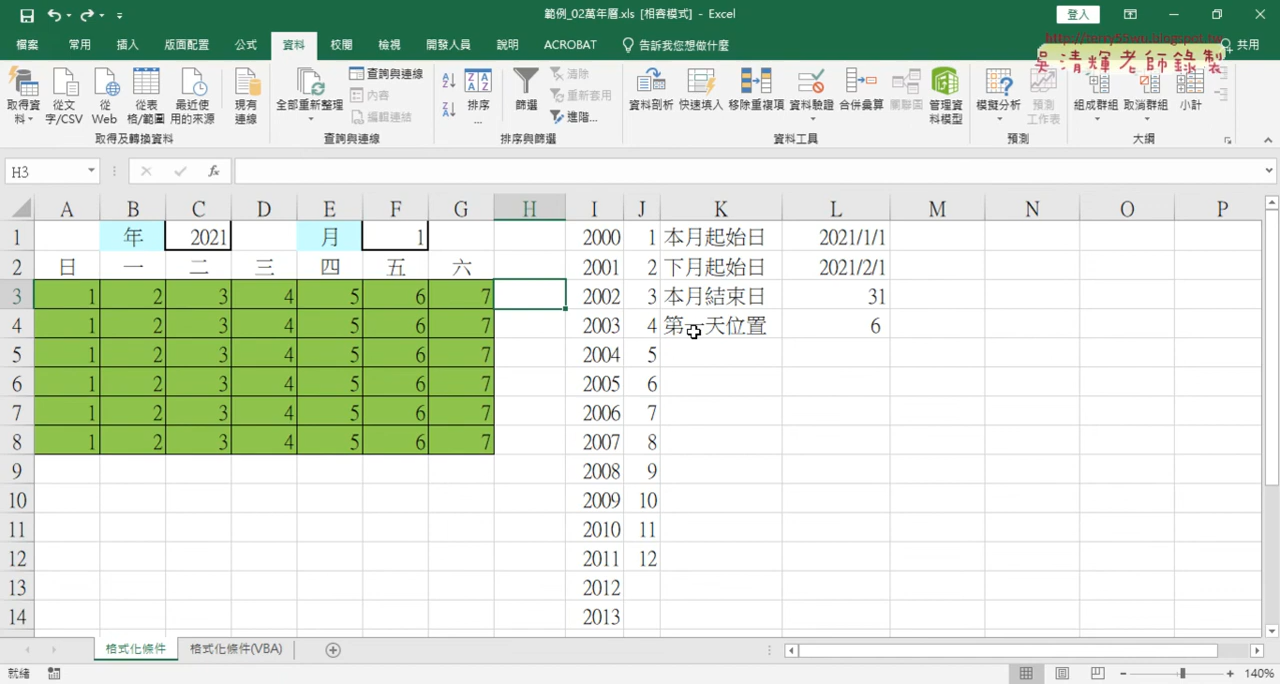 範例_02萬年曆.xls [相容模式] - Excel
登入
http://terry55wu.blogspot.tw
吳清輝老師錄製
檔案 常用 插入 版面配置 公式 資料 校閱 檢視 開發人員 說明 ACROBAT 告訴我您想做什麼 共用
取得資料 從文字/CSV 從 Web 從表格/範圍 最近使用的來源 現有連線
取得及轉換資料
全部重新整理 查詢與連線 內容 編輯連結
查詢與連線
排序... 篩選 清除 重新套用 進階...
排序與篩選
資料剖析 快速填入 移除重複項 資料驗證 合併彙算 關聯圖 管理資料模型
資料工具
模擬分析 預測工作表
預測
組成群組 取消群組 小計
大綱
H3
fx
A B C D E F G H I J K L M N O P
1 年 2021 月 1 2000 1 本月起始日 2021/1/1
2 日 一 二 三 四 五 六 2001 2 下月起始日 2021/2/1
3 1 2 3 4 5 6 7 2002 3 本月結束日 31
4 1 2 3 4 5 6 7 2003 4 第一天位置 6
5 1 2 3 4 5 6 7 2004 5
6 1 2 3 4 5 6 7 2005 6
7 1 2 3 4 5 6 7 2006 7
8 1 2 3 4 5 6 7 2007 8
9 2008 9
10 2009 10
11 2010 11
12 2011 12
13 2012
14 2013
格式化條件 格式化條件(VBA)
就緒
140%